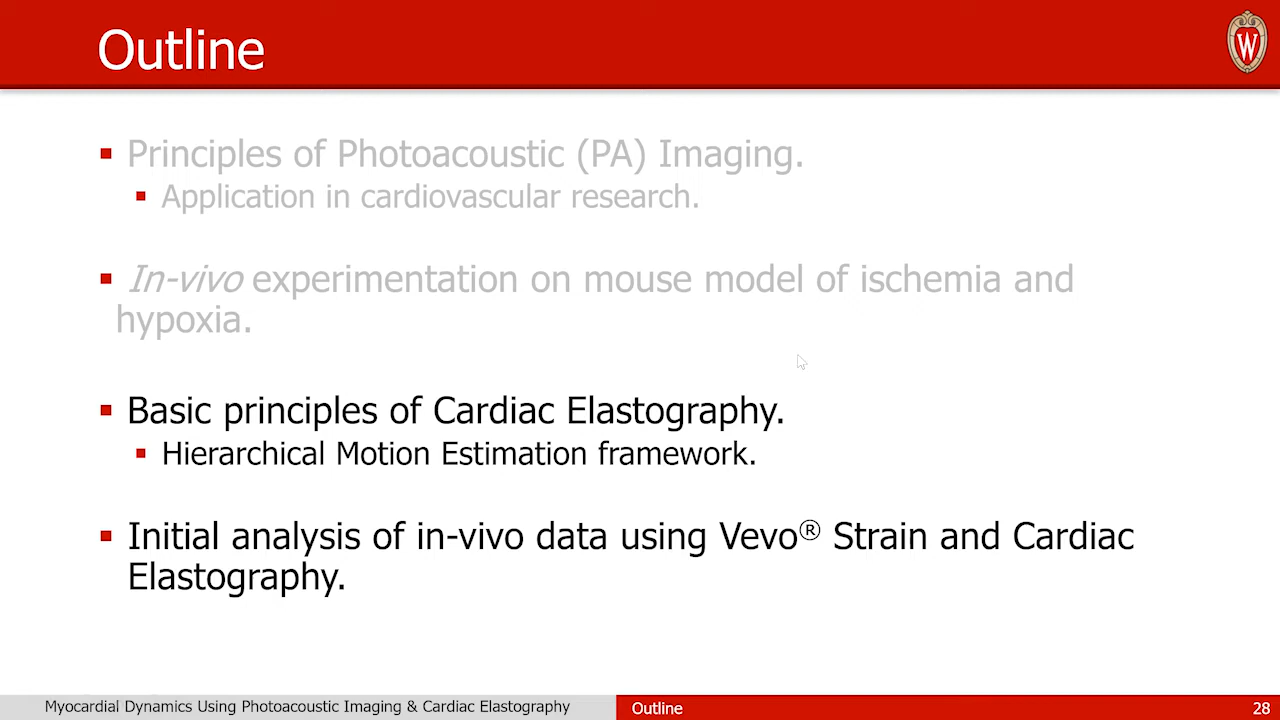 Outline
W
Principles of Photoacoustic (PA) Imaging.
Application in cardiovascular research.
In-vivo experimentation on mouse model of ischemia and
hypoxia.
Basic principles of Cardiac Elastography.
Hierarchical Motion Estimation framework.
Initial analysis of in-vivo data using Vevo® Strain and Cardiac
Elastography.
Myocardial Dynamics Using Photoacoustic Imaging & Cardiac Elastography
Outline
28